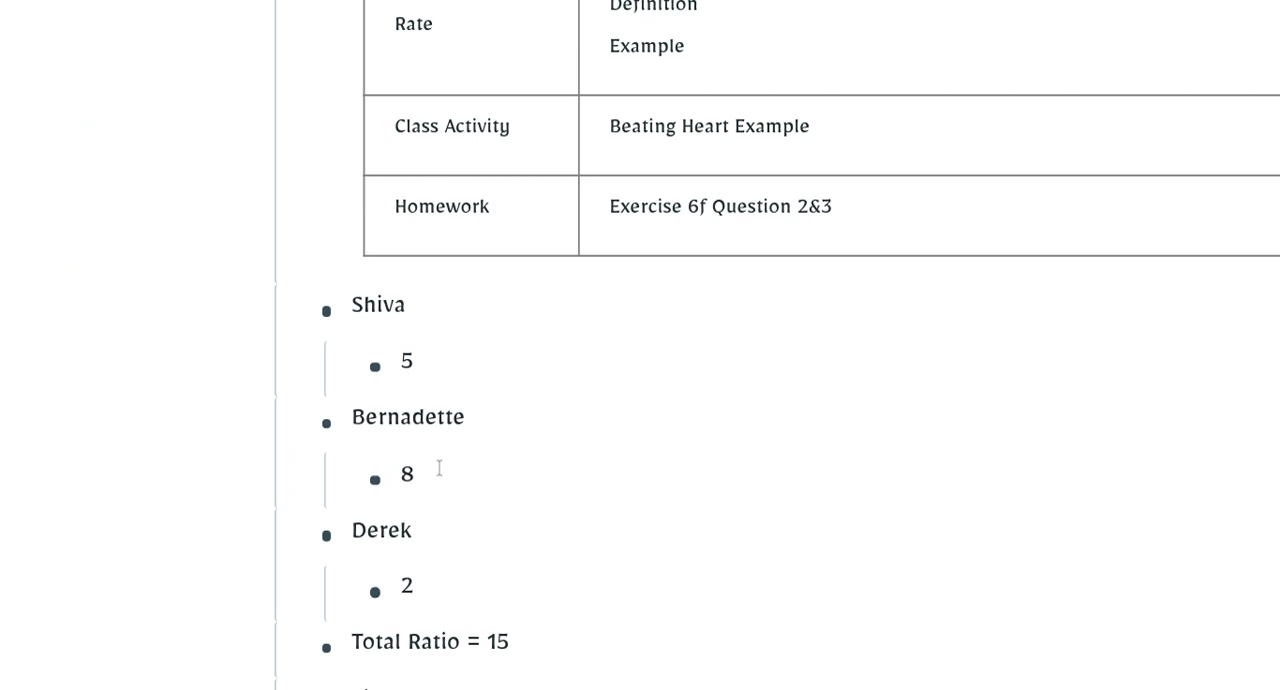 Definition
Rate
Example
Class Activity
Beating Heart Example
Homework
Exercise 6f Question 2&3
Shiva
5
Bernadette
8
Derek
2
Total Ratio = 15